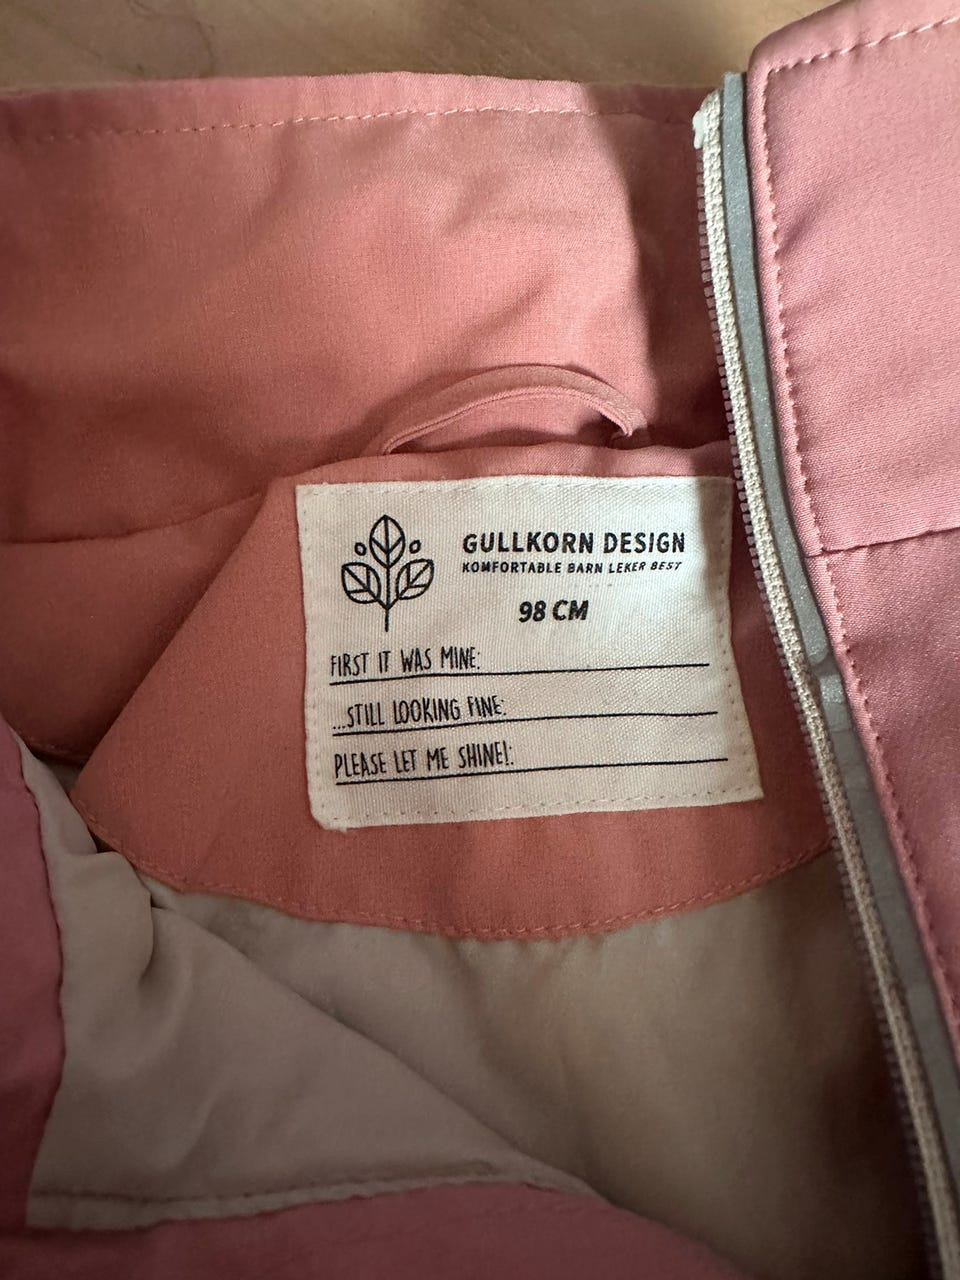 GULLKORN DESIGN
KOMFORTABLE BARN LEKER BEST
98 CM
FIRST IT WAS MINE:
...STILL LOOKING FINE:
PLEASE LET ME SHINE!: